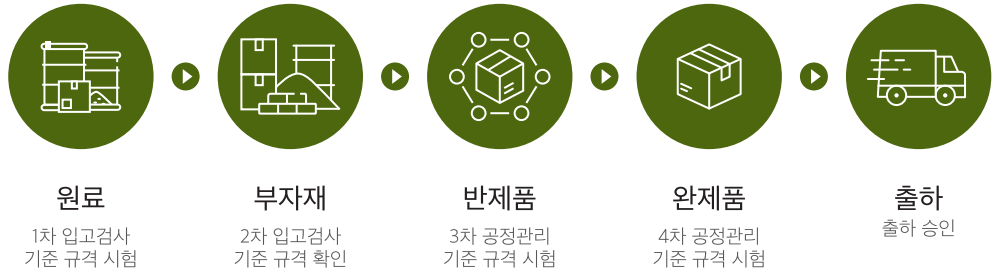 원료
1차 입고검사
기준 규격 시험
부자재
2차 입고검사
기준 규격 확인
반제품
3차 공정관리
기준 규격 시험
완제품
4차 공정관리
기준 규격 시험
출하
출하 승인